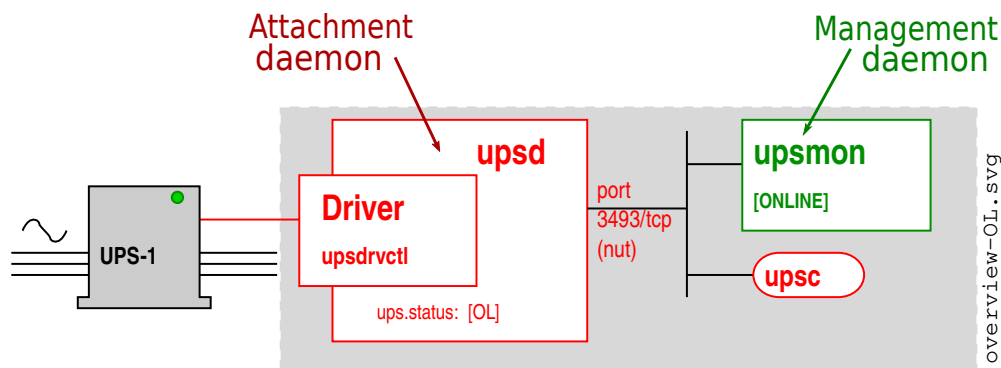 Attachment
daemon
Management
daemon
upsd
upsmon
Driver
port
3493/tcp
(nut)
[ONLINE]
UPS-1
upsdrvctl
upsc
ups.status: [OL]
overview-OL.svg